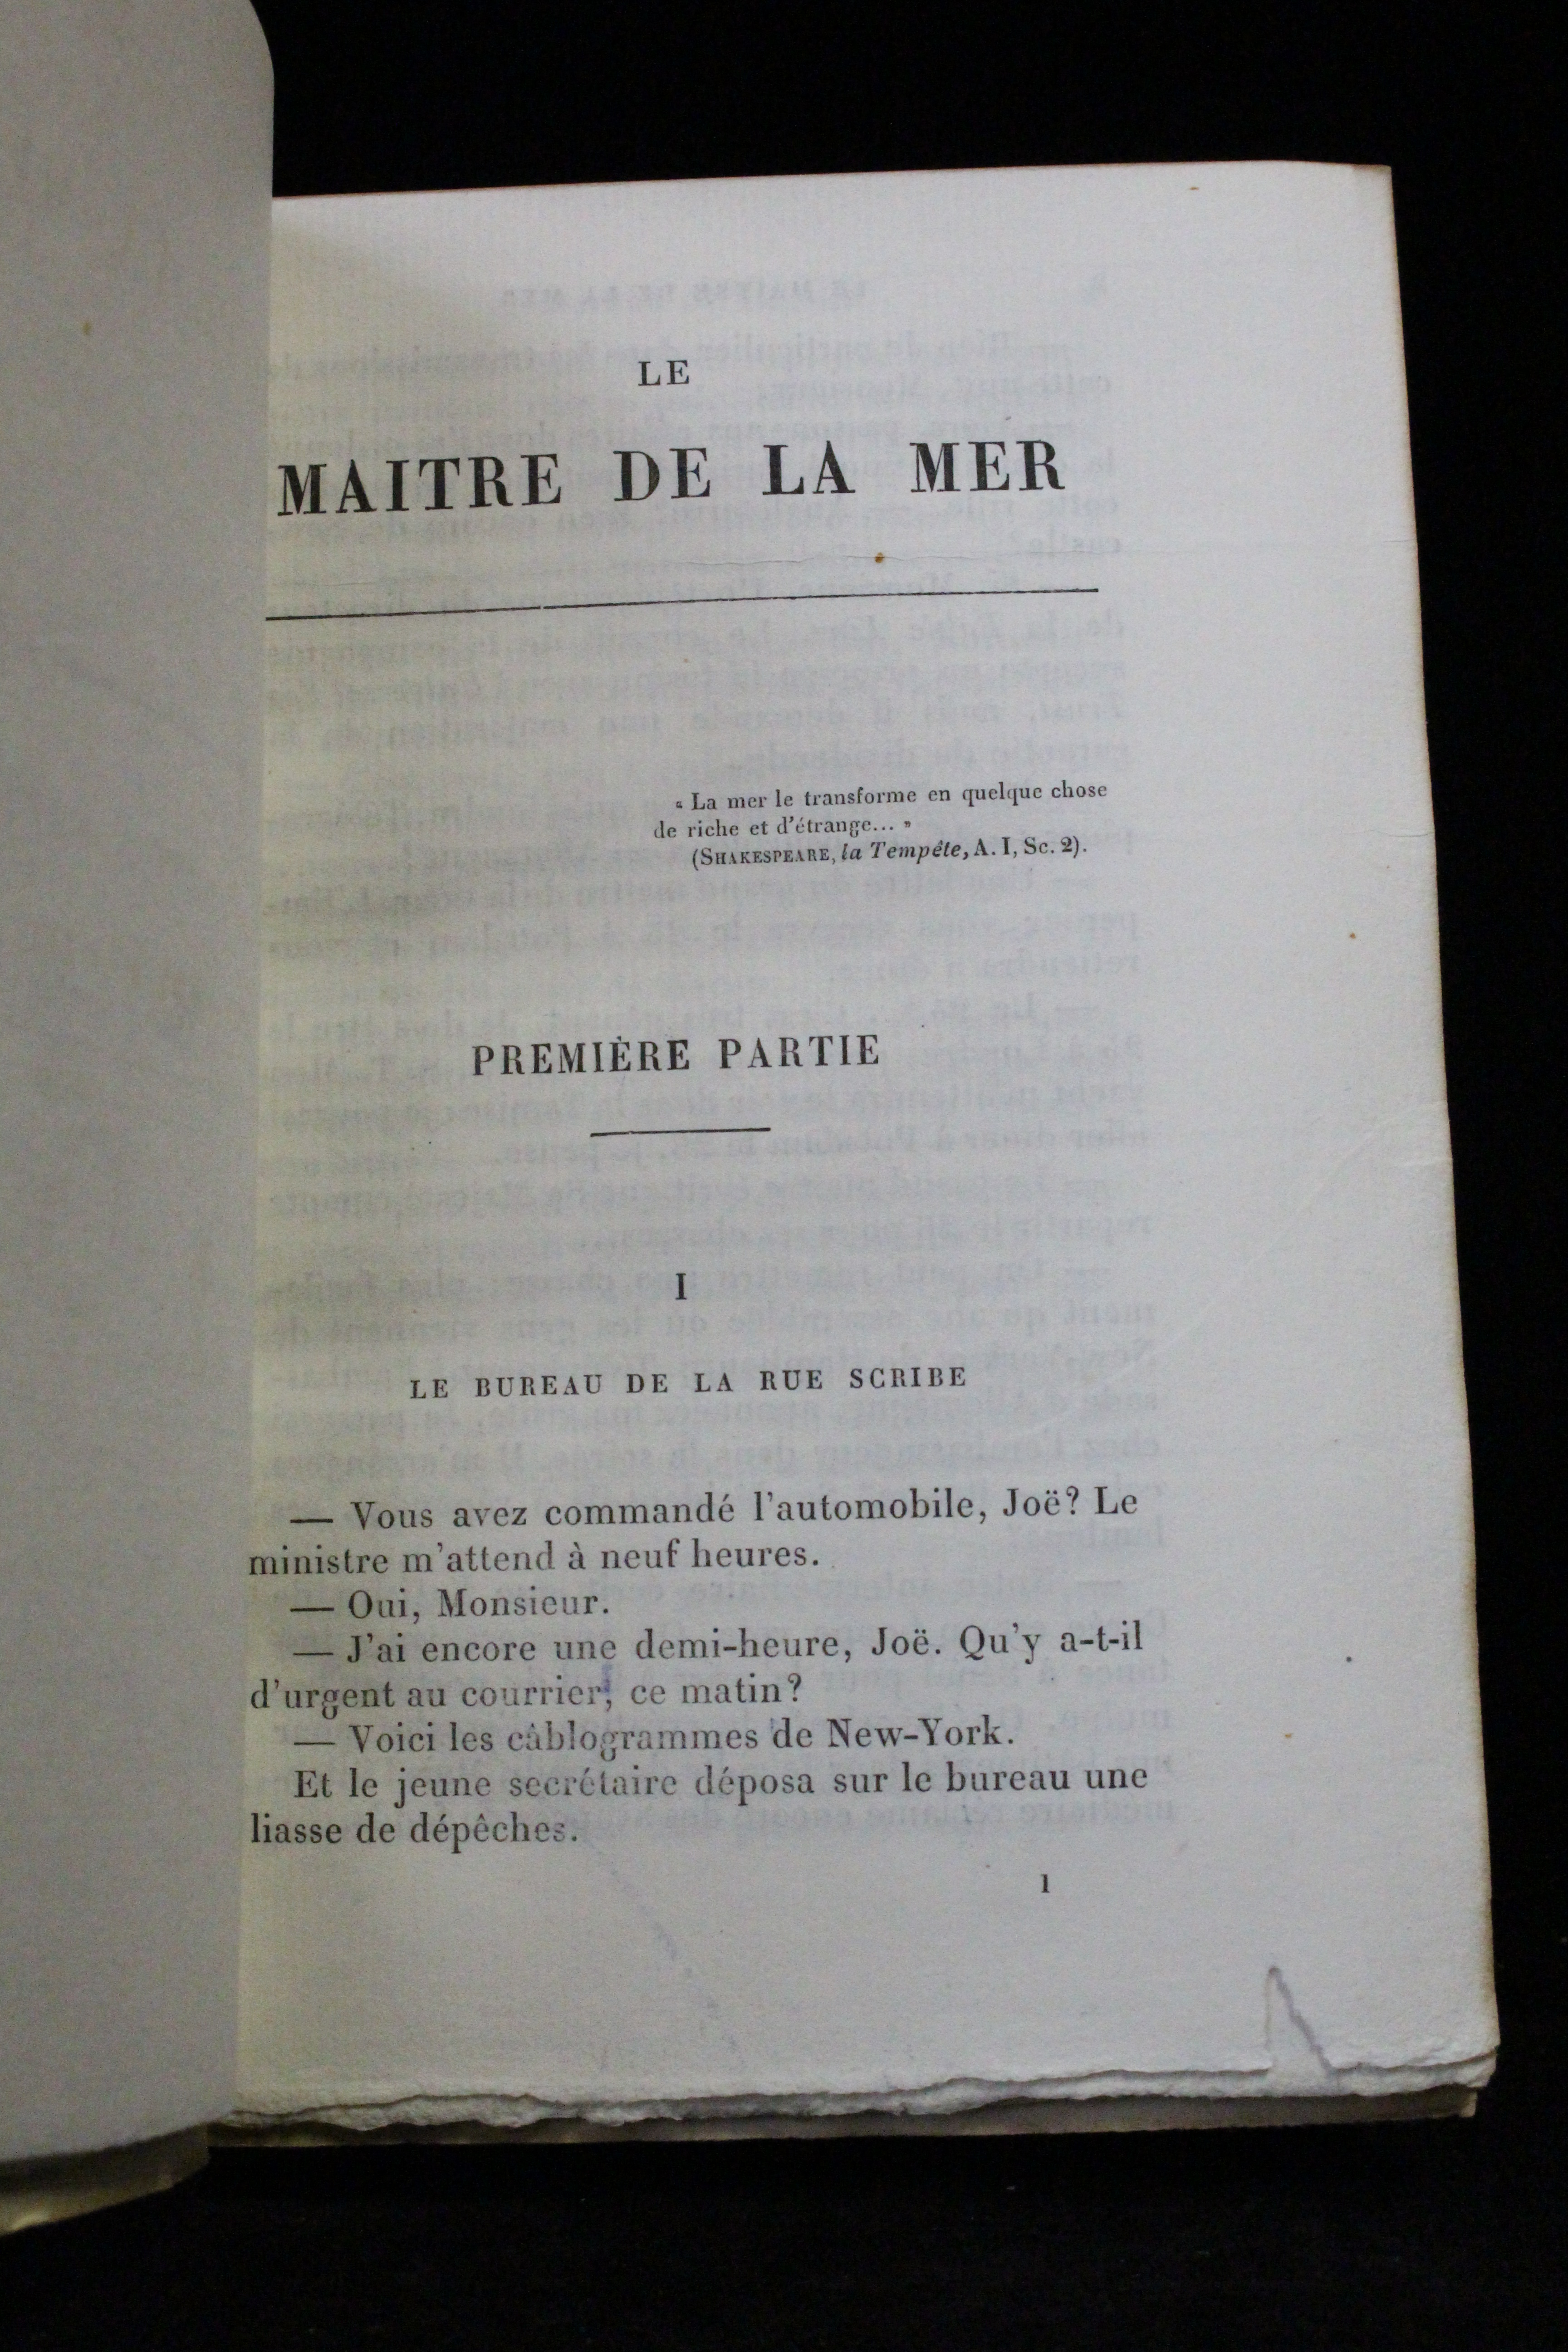 LE
MAITRE DE LA MER
« La mer le transforme en quelque chose
de riche et d'étrange... »
(SHAKESPEARE, la Tempête, A. I, Sc. 2).
PREMIÈRE PARTIE
I
LE BUREAU DE LA RUE SCRIBE
— Vous avez commandé l'automobile, Joë? Le
ministre m'attend à neuf heures.
— Oui, Monsieur.
— J'ai encore une demi-heure, Joë. Qu'y a-t-il
d'urgent au courrier, ce matin?
— Voici les câblogrammes de New-York.
Et le jeune secrétaire déposa sur le bureau une
liasse de dépêches.
1